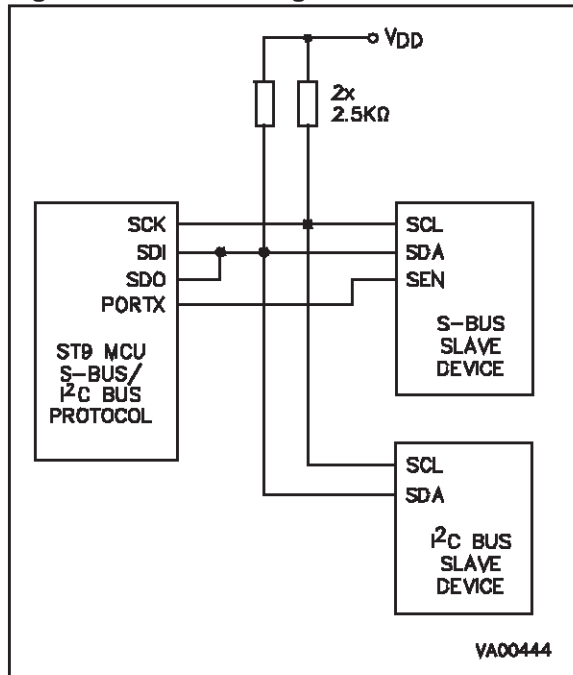 VDD
2x
2.5KΩ
SCK
SDI
SDO
PORTX
ST9 MCU
S-BUS/
I²C BUS
PROTOCOL
SCL
SDA
SEN
S-BUS
SLAVE
DEVICE
SCL
SDA
I²C BUS
SLAVE
DEVICE
VA00444